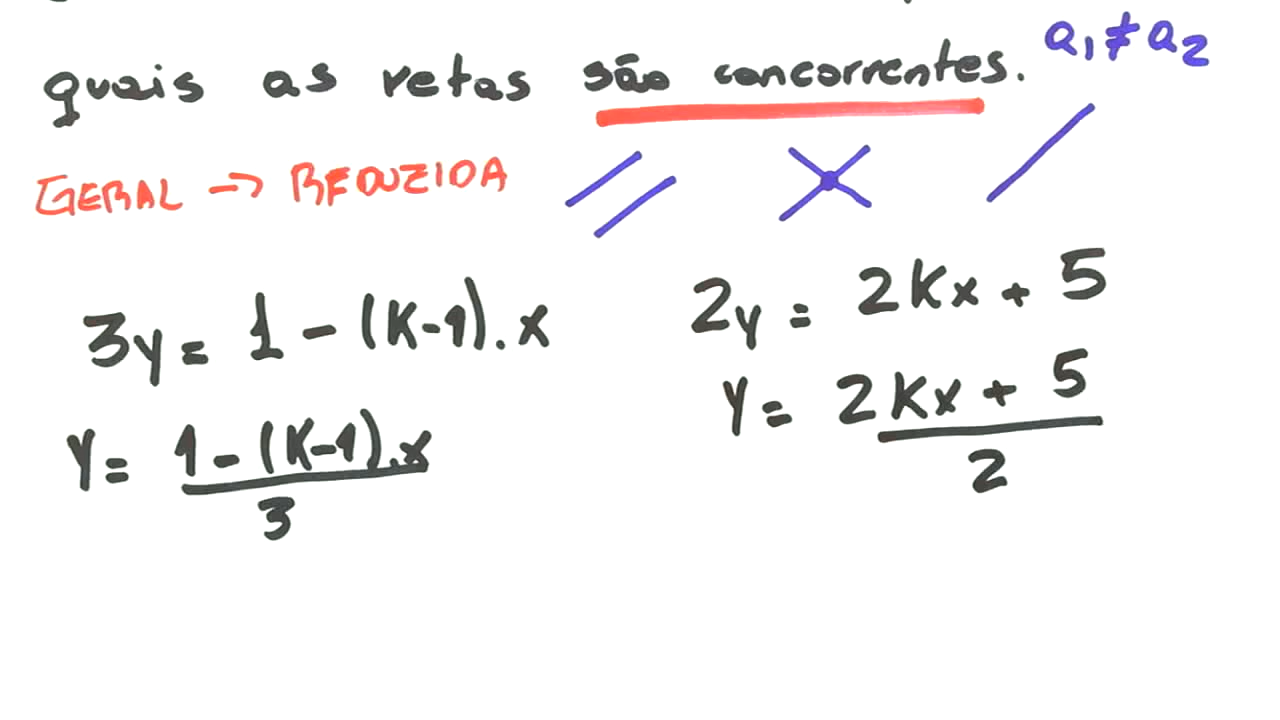 quais as retas são concorrentes. a₁ ≠ a₂
GERAL → REDUZIDA
3y = 1 - (K-1).x
2y = 2Kx + 5
y = 1 - (K-1).x / 3
y = 2Kx + 5 / 2